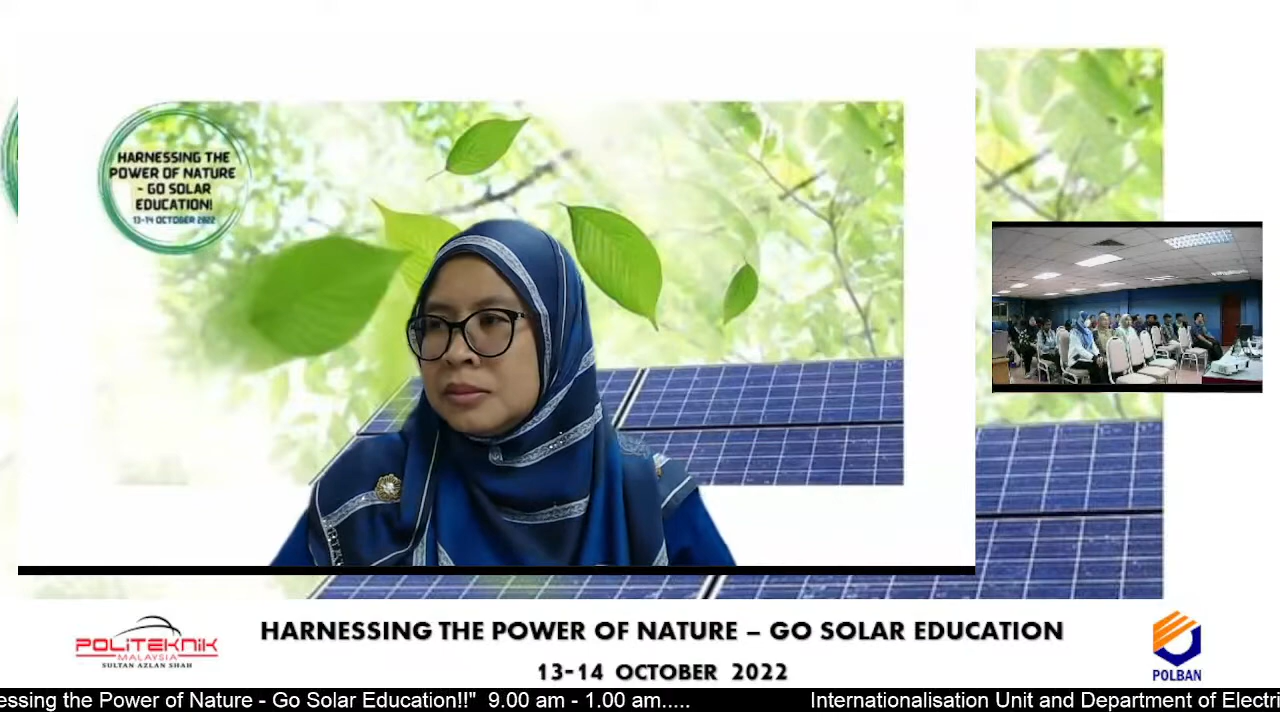 HARNESSING THE
POWER OF NATURE
- GO SOLAR
EDUCATION!
13-14 OCTOBER 2022
POLITEKNIK
MALAYSIA
SULTAN AZLAN SHAH
HARNESSING THE POWER OF NATURE – GO SOLAR EDUCATION
13-14 OCTOBER 2022
POLBAN
essing the Power of Nature - Go Solar Education!!" 9.00 am - 1.00 am..... Internationalisation Unit and Department of Electri